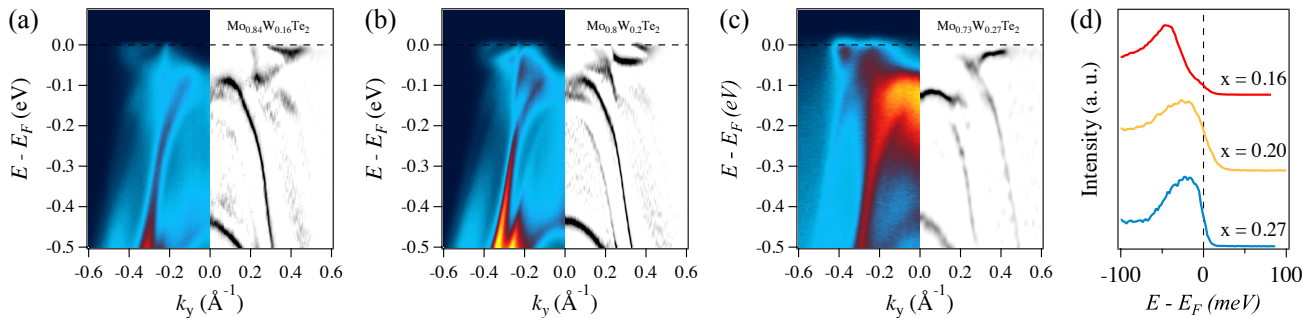 (a)
Mo0.84W0.16Te2
E - EF (eV)
0.0
-0.1
-0.2
-0.3
-0.4
-0.5
-0.6 -0.4 -0.2 0.0 0.2 0.4 0.6
ky (Å-1)
(b)
Mo0.8W0.2Te2
E - EF (eV)
0.0
-0.1
-0.2
-0.3
-0.4
-0.5
-0.6 -0.4 -0.2 0.0 0.2 0.4 0.6
ky (Å-1)
(c)
Mo0.73W0.27Te2
E - EF (eV)
0.0
-0.1
-0.2
-0.3
-0.4
-0.5
-0.6 -0.4 -0.2 0.0 0.2 0.4 0.6
ky (Å-1)
(d)
Intensity (a. u.)
x = 0.16
x = 0.20
x = 0.27
-100 0 100
E - EF (meV)